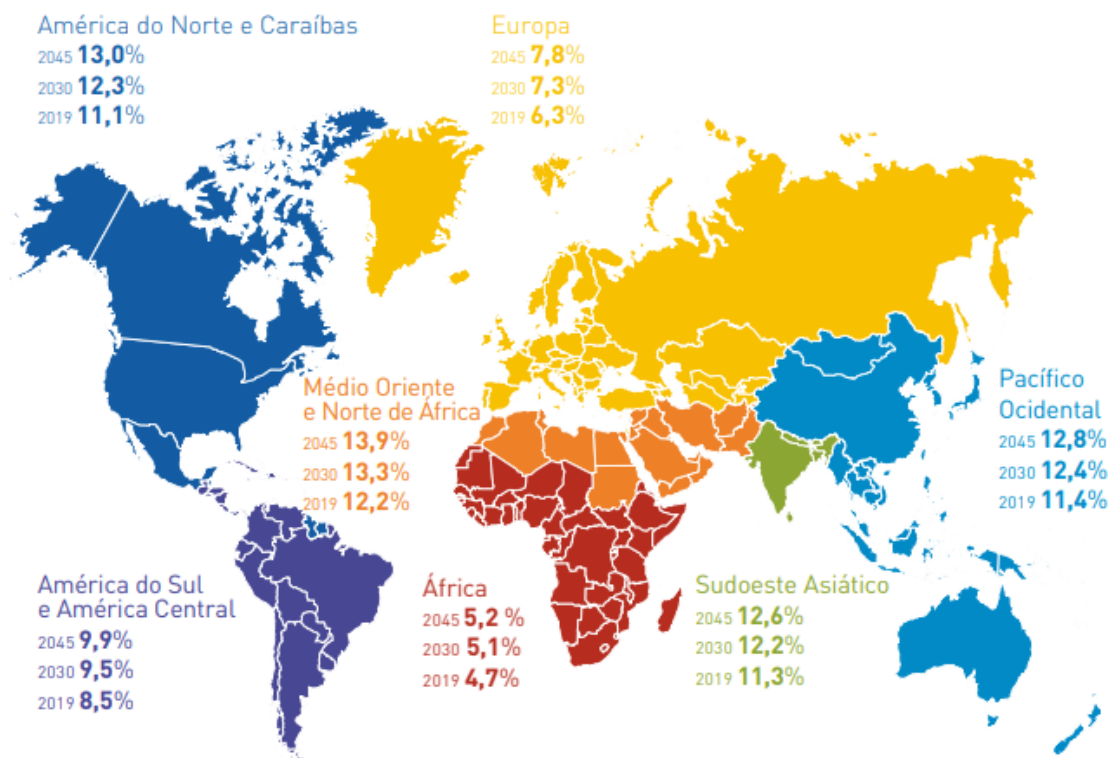 América do Norte e Caraíbas
2045 13,0%
2030 12,3%
2019 11,1%
Europa
2045 7,8%
2030 7,3%
2019 6,3%
Médio Oriente
e Norte de África
2045 13,9%
2030 13,3%
2019 12,2%
Pacífico
Ocidental
2045 12,8%
2030 12,4%
2019 11,4%
América do Sul
e América Central
2045 9,9%
2030 9,5%
2019 8,5%
África
2045 5,2 %
2030 5,1%
2019 4,7%
Sudoeste Asiático
2045 12,6%
2030 12,2%
2019 11,3%